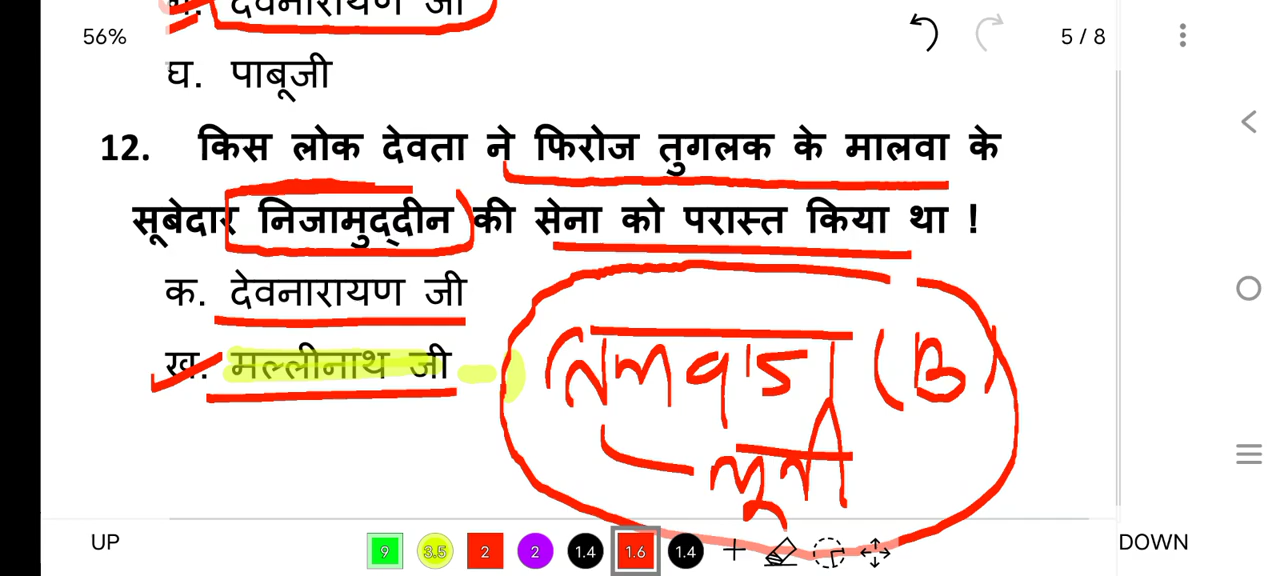 ग. देवनारायण जी
56%
5 / 8
घ. पाबूजी
12. किस लोक देवता ने फिरोज तुगलक के मालवा के
सूबेदार निजामुद्दीन की सेना को परास्त किया था !
क. देवनारायण जी
ख. मल्लीनाथ जी
तिलवाडा (B)
लूनी
UP
DOWN
9 3.5 2 2 1.4 1.6 1.4